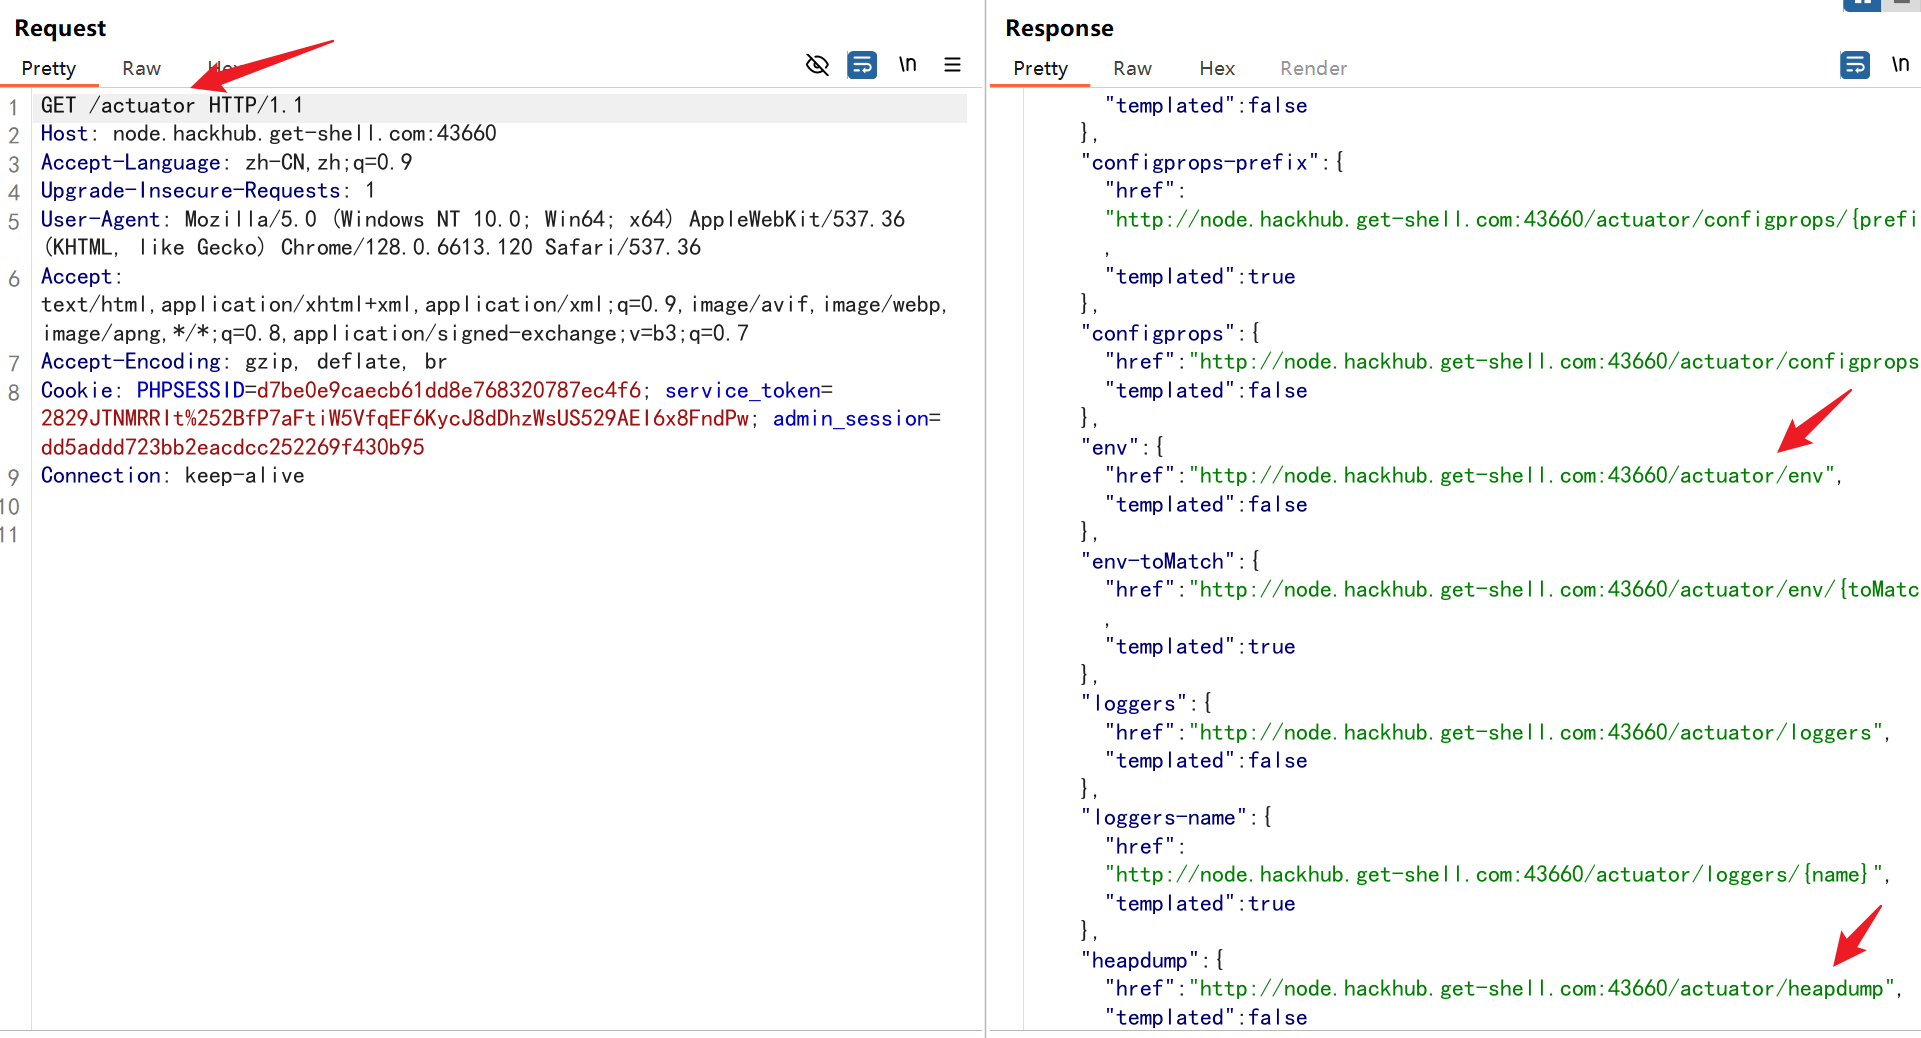 Request
Pretty
Raw
\n
1 GET /actuator HTTP/1.1
2 Host: node.hackhub.get-shell.com:43660
3 Accept-Language: zh-CN,zh;q=0.9
4 Upgrade-Insecure-Requests: 1
5 User-Agent: Mozilla/5.0 (Windows NT 10.0; Win64; x64) AppleWebKit/537.36
(KHTML, like Gecko) Chrome/128.0.6613.120 Safari/537.36
6 Accept:
text/html,application/xhtml+xml,application/xml;q=0.9,image/avif,image/webp,
image/apng,*/*;q=0.8,application/signed-exchange;v=b3;q=0.7
7 Accept-Encoding: gzip, deflate, br
8 Cookie: PHPSESSID=d7be0e9caecb61dd8e768320787ec4f6; service_token=
2829JTNMRRIt%252BfP7aFtiW5VfqEF6KycJ8dDhzWsUS529AEI6x8FndPw; admin_session=
dd5addd723bb2eacdcc252269f430b95
9 Connection: keep-alive
10
11
Response
Pretty
Raw
Hex
Render
\n
"templated":false
},
"configprops-prefix":{
"href":
"http://node.hackhub.get-shell.com:43660/actuator/configprops/{prefi
,
"templated":true
},
"configprops":{
"href":"http://node.hackhub.get-shell.com:43660/actuator/configprops
"templated":false
},
"env":{
"href":"http://node.hackhub.get-shell.com:43660/actuator/env",
"templated":false
},
"env-toMatch":{
"href":"http://node.hackhub.get-shell.com:43660/actuator/env/{toMatc
,
"templated":true
},
"loggers":{
"href":"http://node.hackhub.get-shell.com:43660/actuator/loggers",
"templated":false
},
"loggers-name":{
"href":
"http://node.hackhub.get-shell.com:43660/actuator/loggers/{name}",
"templated":true
},
"heapdump":{
"href":"http://node.hackhub.get-shell.com:43660/actuator/heapdump",
"templated":false